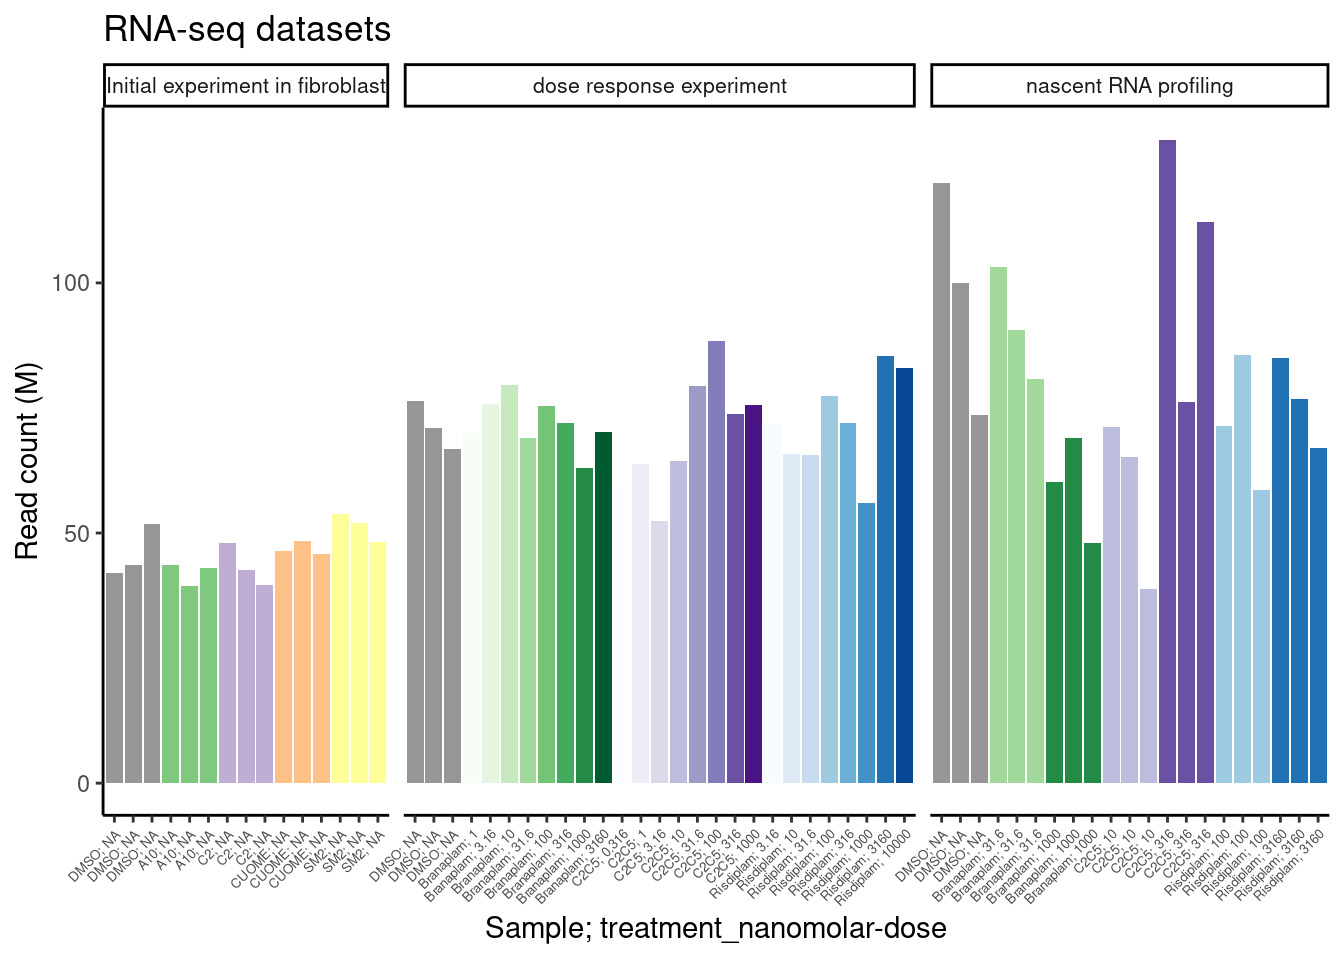 RNA-seq datasets
Initial experiment in fibroblast
dose response experiment
nascent RNA profiling
Read count (M)
100
50
0
DMSO; NA
DMSO; NA
DMSO; NA
A10; NA
A10; NA
A10; NA
C2; NA
C2; NA
C2; NA
CUOME; NA
CUOME; NA
CUOME; NA
SM2; NA
SM2; NA
SM2; NA
DMSO; NA
DMSO; NA
DMSO; NA
Branaplam; 1
Branaplam; 3.16
Branaplam; 10
Branaplam; 31.6
Branaplam; 100
Branaplam; 316
Branaplam; 1000
Branaplam; 3160
C2C5; 0.316
C2C5; 1
C2C5; 3.16
C2C5; 10
C2C5; 31.6
C2C5; 100
C2C5; 316
C2C5; 1000
Risdiplam; 3.16
Risdiplam; 10
Risdiplam; 31.6
Risdiplam; 100
Risdiplam; 316
Risdiplam; 1000
Risdiplam; 3160
Risdiplam; 10000
DMSO; NA
DMSO; NA
DMSO; NA
Branaplam; 31.6
Branaplam; 31.6
Branaplam; 31.6
Branaplam; 1000
Branaplam; 1000
Branaplam; 1000
C2C5; 10
C2C5; 10
C2C5; 10
C2C5; 316
C2C5; 316
C2C5; 316
Risdiplam; 100
Risdiplam; 100
Risdiplam; 100
Risdiplam; 3160
Risdiplam; 3160
Risdiplam; 3160
Sample; treatment_nanomolar-dose